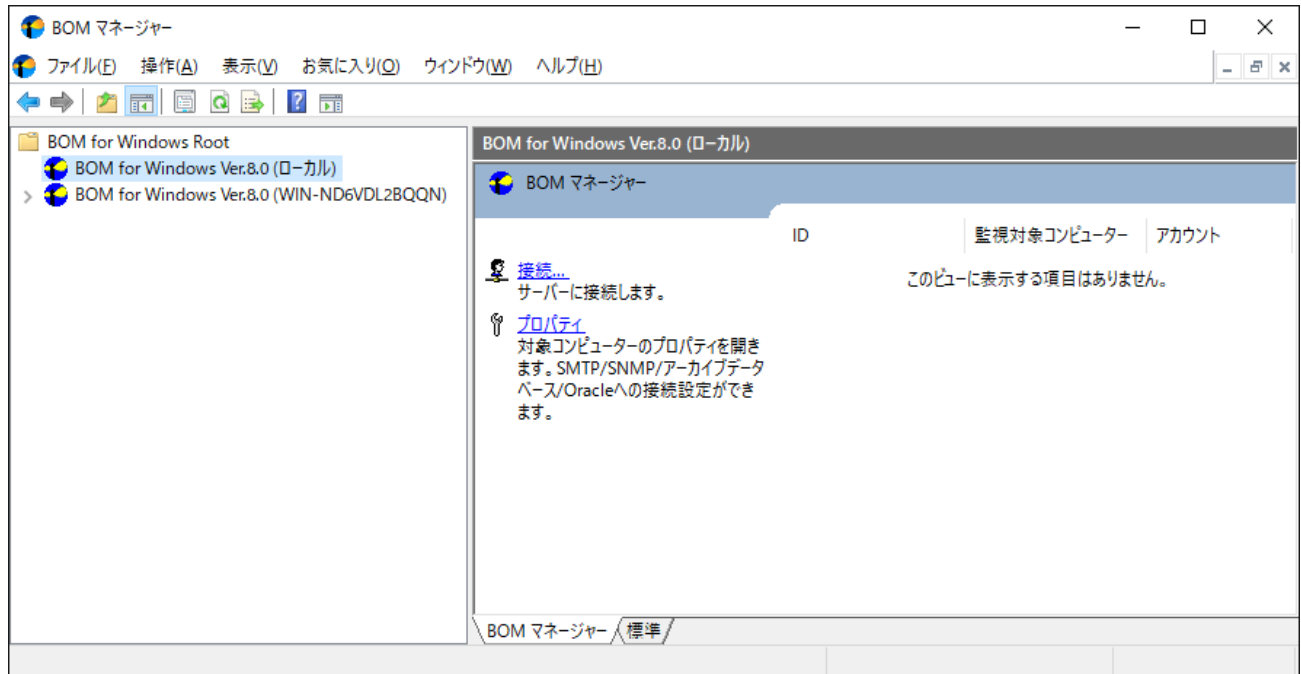 BOM マネージャー
ファイル(F) 操作(A) 表示(V) お気に入り(O) ウィンドウ(W) ヘルプ(H)
BOM for Windows Root
BOM for Windows Ver.8.0 (ローカル)
BOM for Windows Ver.8.0 (WIN-ND6VDL2BQQN)
BOM for Windows Ver.8.0 (ローカル)
BOM マネージャー
ID 監視対象コンピューター アカウント
このビューに表示する項目はありません。
接続...
サーバーに接続します。
プロパティ
対象コンピューターのプロパティを開き
ます。SMTP/SNMP/アーカイブデータ
ベース/Oracleへの接続設定ができ
ます。
BOM マネージャー 標準